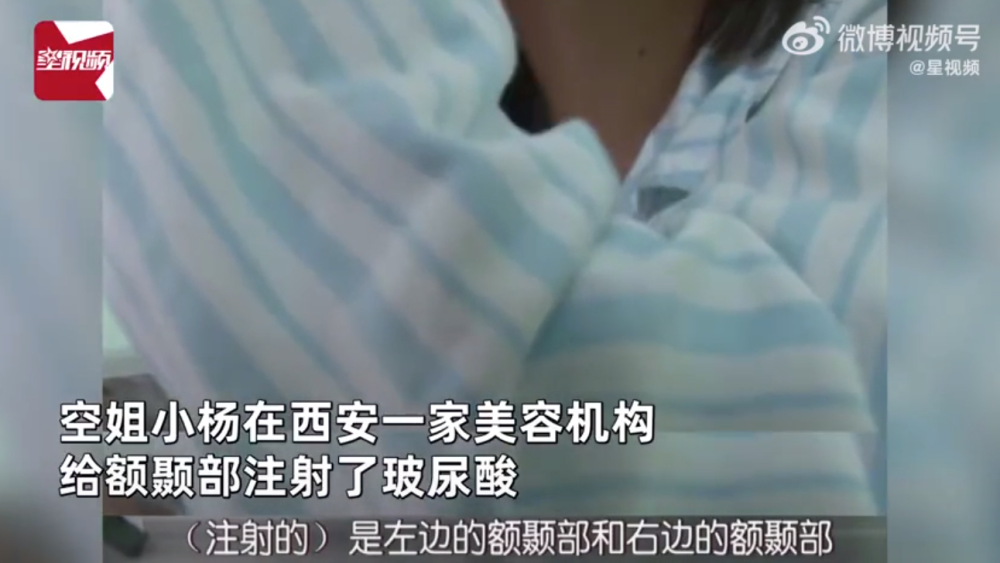 星视频
微博视频号
@星视频
空姐小杨在西安一家美容机构
给额颞部注射了玻尿酸
（注射的）是左边的额颞部和右边的额颞部